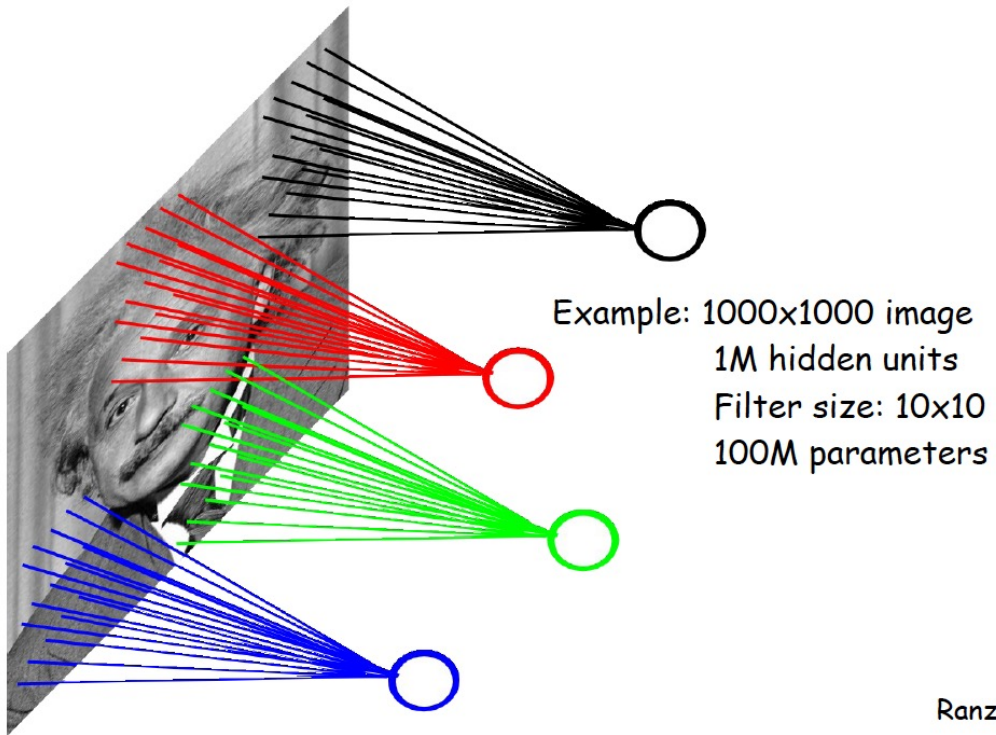 Example: 1000x1000 image
1M hidden units
Filter size: 10x10
100M parameters
Ranz